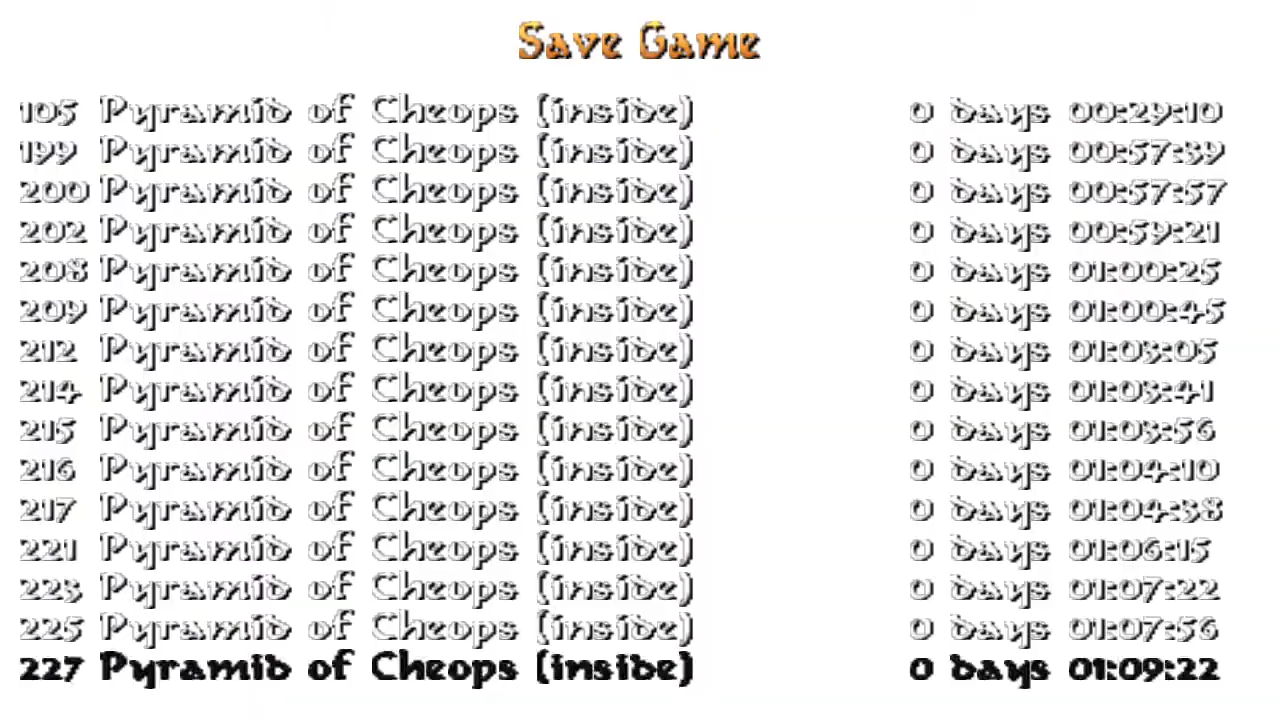 Save Game
105 Pyramid of Cheops (inside) 0 days 00:29:10
199 Pyramid of Cheops (inside) 0 days 00:57:39
200 Pyramid of Cheops (inside) 0 days 00:57:57
202 Pyramid of Cheops (inside) 0 days 00:59:21
208 Pyramid of Cheops (inside) 0 days 01:00:25
209 Pyramid of Cheops (inside) 0 days 01:00:45
212 Pyramid of Cheops (inside) 0 days 01:03:05
214 Pyramid of Cheops (inside) 0 days 01:03:41
215 Pyramid of Cheops (inside) 0 days 01:03:56
216 Pyramid of Cheops (inside) 0 days 01:04:10
217 Pyramid of Cheops (inside) 0 days 01:04:38
221 Pyramid of Cheops (inside) 0 days 01:06:15
223 Pyramid of Cheops (inside) 0 days 01:07:22
225 Pyramid of Cheops (inside) 0 days 01:07:56
227 Pyramid of Cheops (inside) 0 days 01:09:22